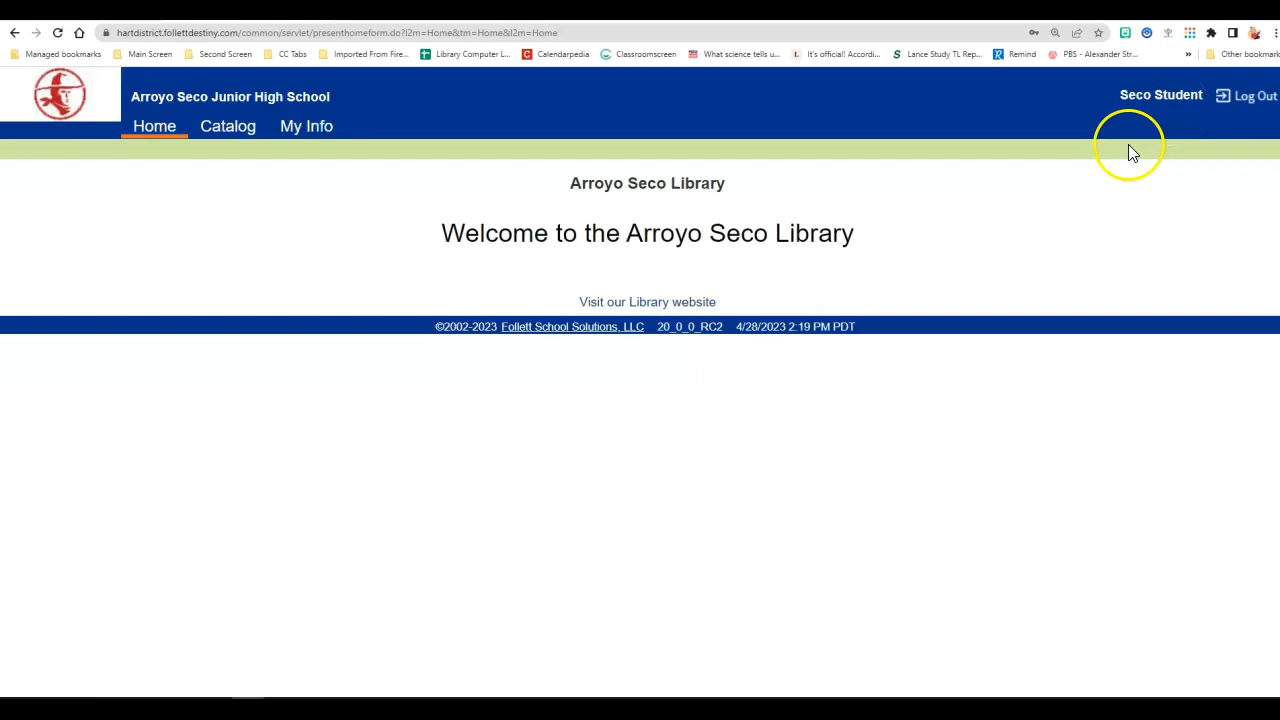 hartdistrict.follettdestiny.com/common/servlet/presenthomeform.do?l2m=Home&tm=Home&l2m=Home
Managed bookmarks Main Screen Second Screen CC Tabs Imported From Fire... Library Computer L... Calendarpedia Classroomscreen What science tells u... It's official! Accordi... Lance Study TL Rep... Remind PBS - Alexander Str... » Other bookmark
Arroyo Seco Junior High School
Seco Student Log Out
Home Catalog My Info
Arroyo Seco Library
Welcome to the Arroyo Seco Library
Visit our Library website
©2002-2023 Follett School Solutions, LLC 20_0_0_RC2 4/28/2023 2:19 PM PDT